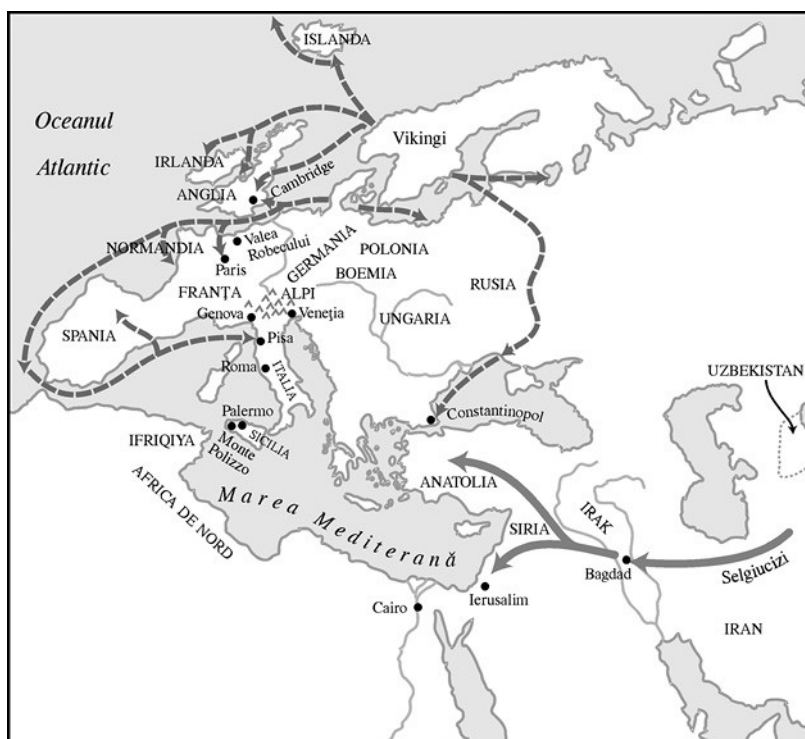 ISLANDA
Oceanul
Atlantic
Vikingi
IRLANDA
ANGLIA
Cambridge
NORMANDIA
Valea
Robecului
Paris
GERMANIA
POLONIA
BOEMIA
RUSIA
FRANȚA
ALPI
Genova
Veneția
UNGARIA
SPANIA
Pisa
Roma
ITALIA
UZBEKISTAN
Palermo
SICILIA
Constantinopol
IFRIQIYA
Monte
Polizzo
AFRICA DE NORD
Marea Mediterană
ANATOLIA
SIRIA
IRAK
Bagdad
Selgiucizi
Cairo
Ierusalim
IRAN